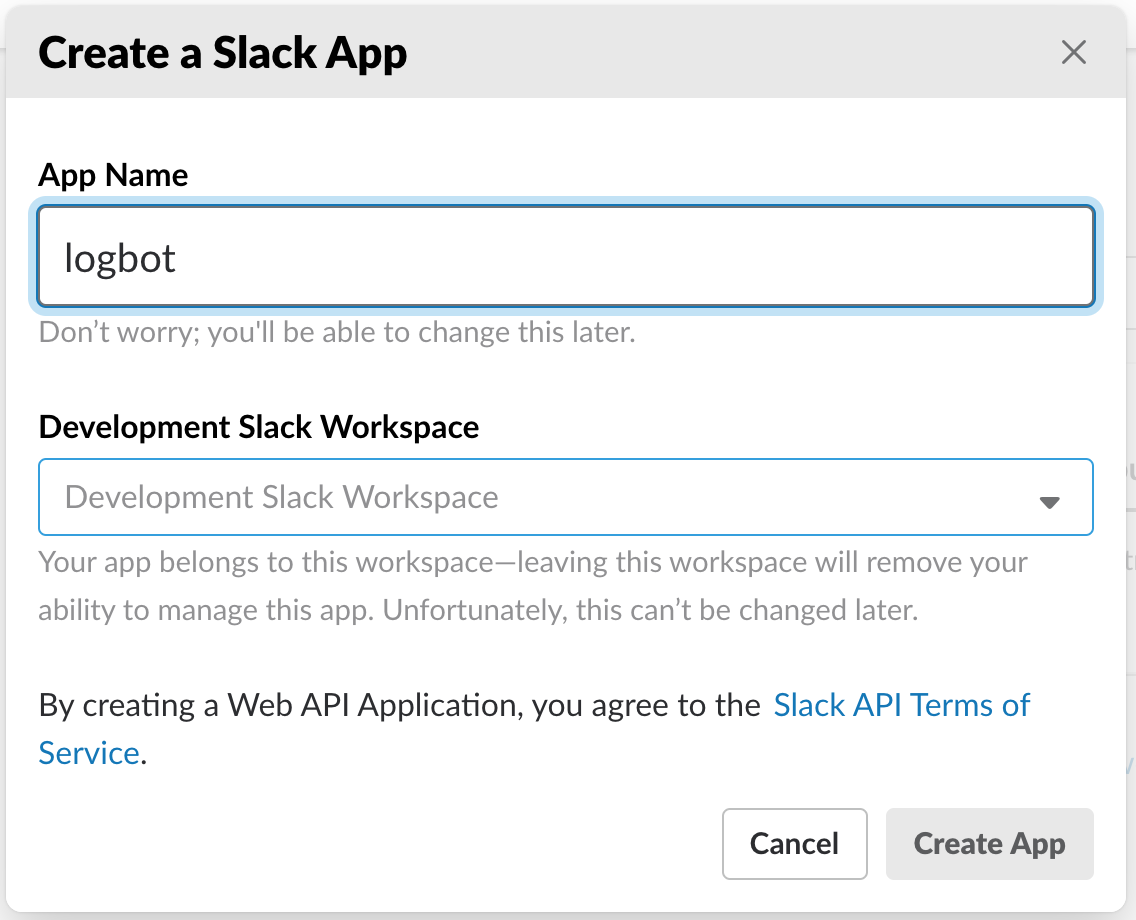 Create a Slack App
App Name
logbot
Don’t worry; you'll be able to change this later.
Development Slack Workspace
Development Slack Workspace
Your app belongs to this workspace—leaving this workspace will remove your
ability to manage this app. Unfortunately, this can’t be changed later.
By creating a Web API Application, you agree to the Slack API Terms of
Service.
Cancel
Create App